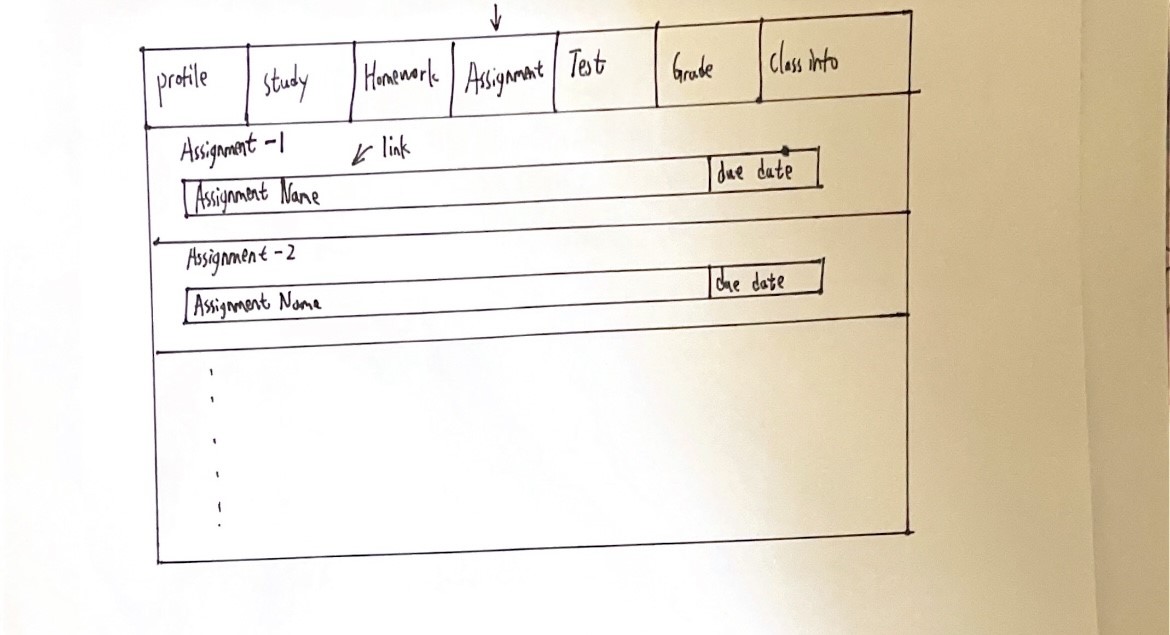 profile study Homework Assignment Test Grade Class info
Assignment-1 link
Assignment Name due date
Assignment-2
Assignment Name due date